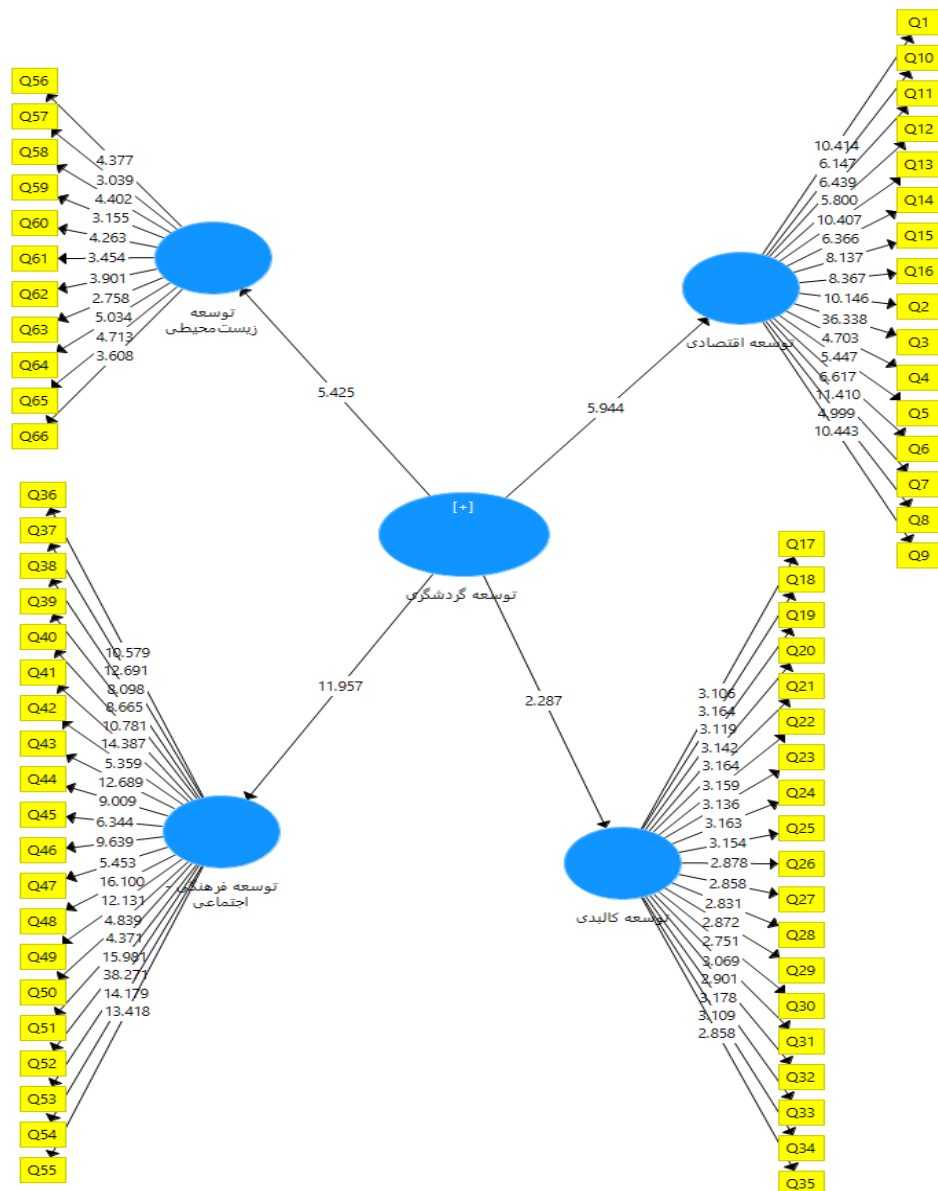 Q56
Q57
Q58
Q59
Q60
Q61
Q62
Q63
Q64
Q65
Q66
4.377
3.039
4.402
3.155
4.263
3.454
3.901
2.758
5.034
4.713
3.608
توسعه
زیست‌محیطی
5.425
Q1
Q10
Q11
Q12
Q13
Q14
Q15
Q16
Q2
Q3
Q4
Q5
Q6
Q7
Q8
Q9
10.414
6.147
6.439
5.800
10.407
6.366
8.137
8.367
10.146
36.338
4.703
5.447
6.617
11.410
4.999
10.443
توسعه اقتصادی
5.944
[+]
توسعه گردشگری
11.957
2.287
Q36
Q37
Q38
Q39
Q40
Q41
Q42
Q43
Q44
Q45
Q46
Q47
Q48
Q49
Q50
Q51
Q52
Q53
Q54
Q55
10.579
12.691
8.098
8.665
10.781
14.387
5.359
12.689
9.009
6.344
9.639
5.453
16.100
12.131
4.839
4.371
15.981
38.271
14.179
13.418
توسعه فرهنگی -
اجتماعی
Q17
Q18
Q19
Q20
Q21
Q22
Q23
Q24
Q25
Q26
Q27
Q28
Q29
Q30
Q31
Q32
Q33
Q34
Q35
3.106
3.164
3.119
3.142
3.164
3.159
3.136
3.163
3.154
2.878
2.858
2.831
2.872
2.751
3.069
2.901
3.178
3.109
2.858
توسعه کالبدی